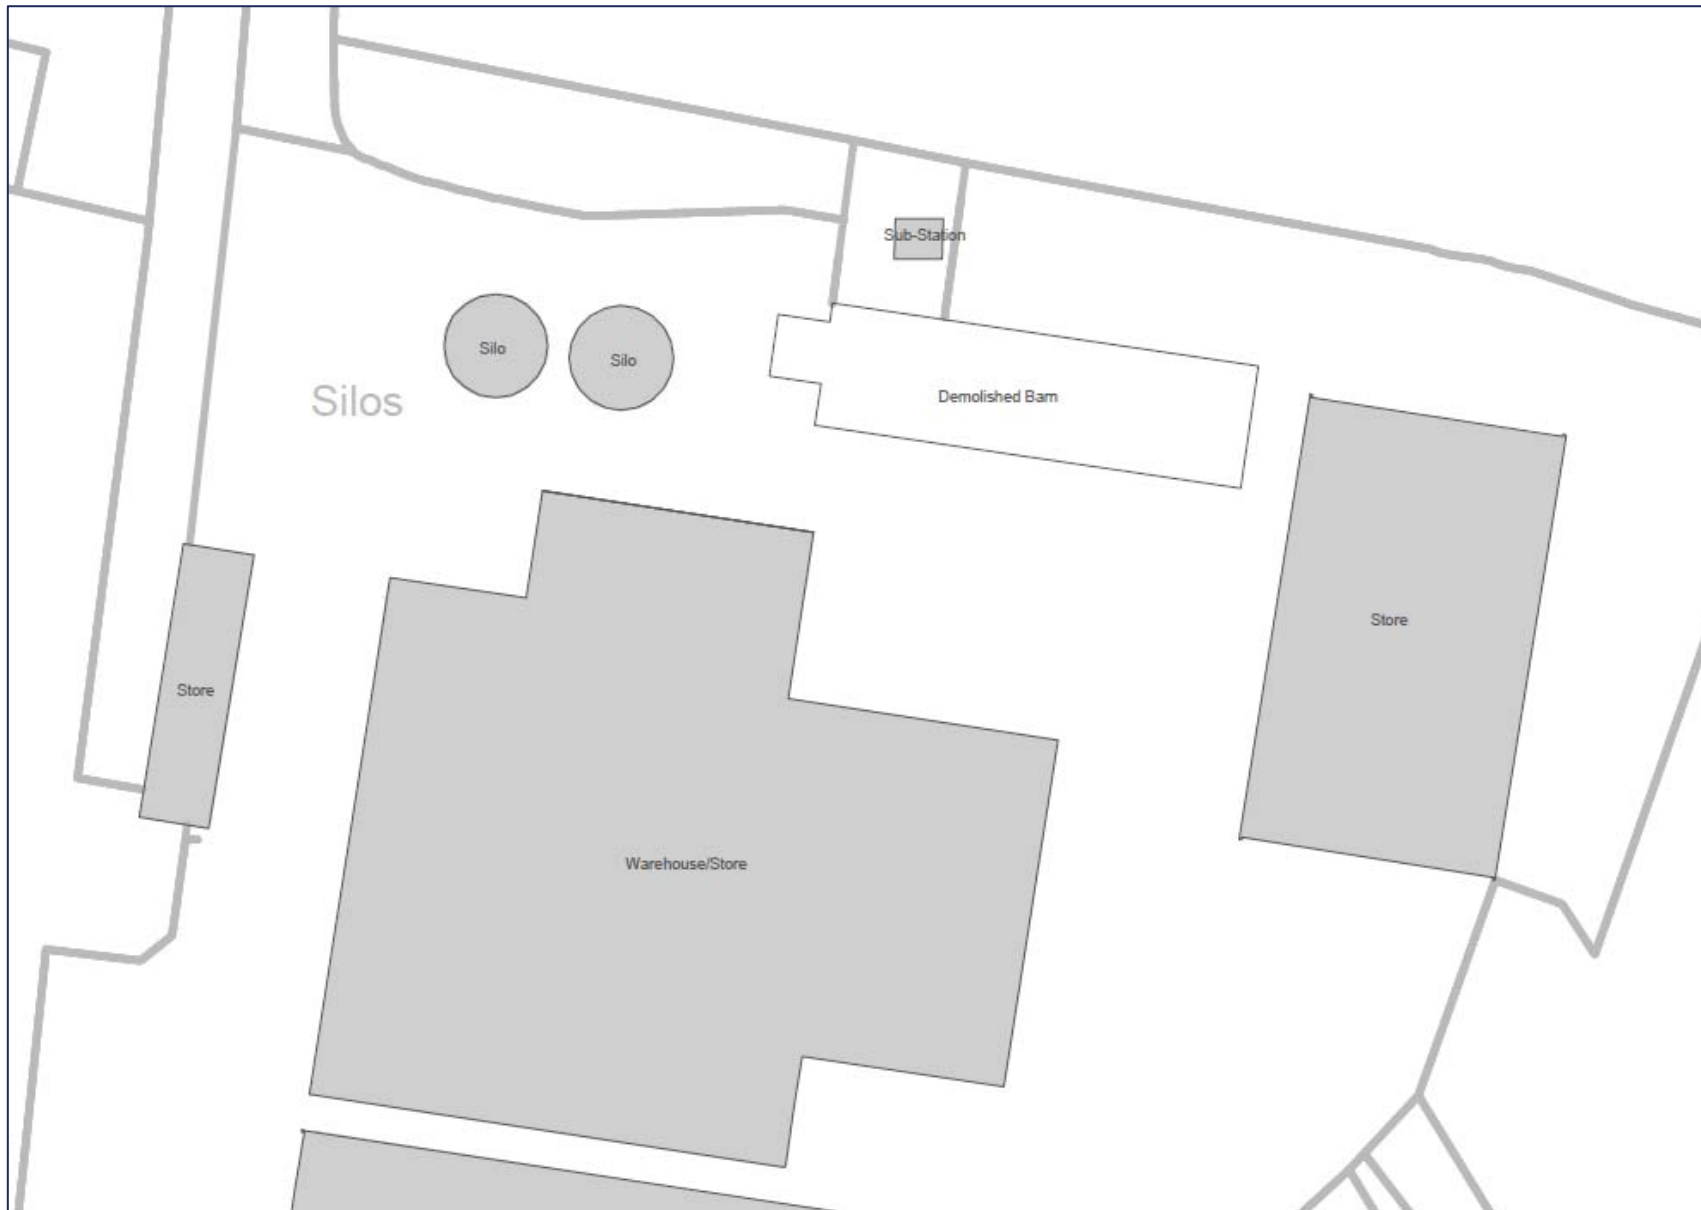 Sub-Station
Silo
Silo
Silos
Demolished Barn
Store
Store
Warehouse/Store